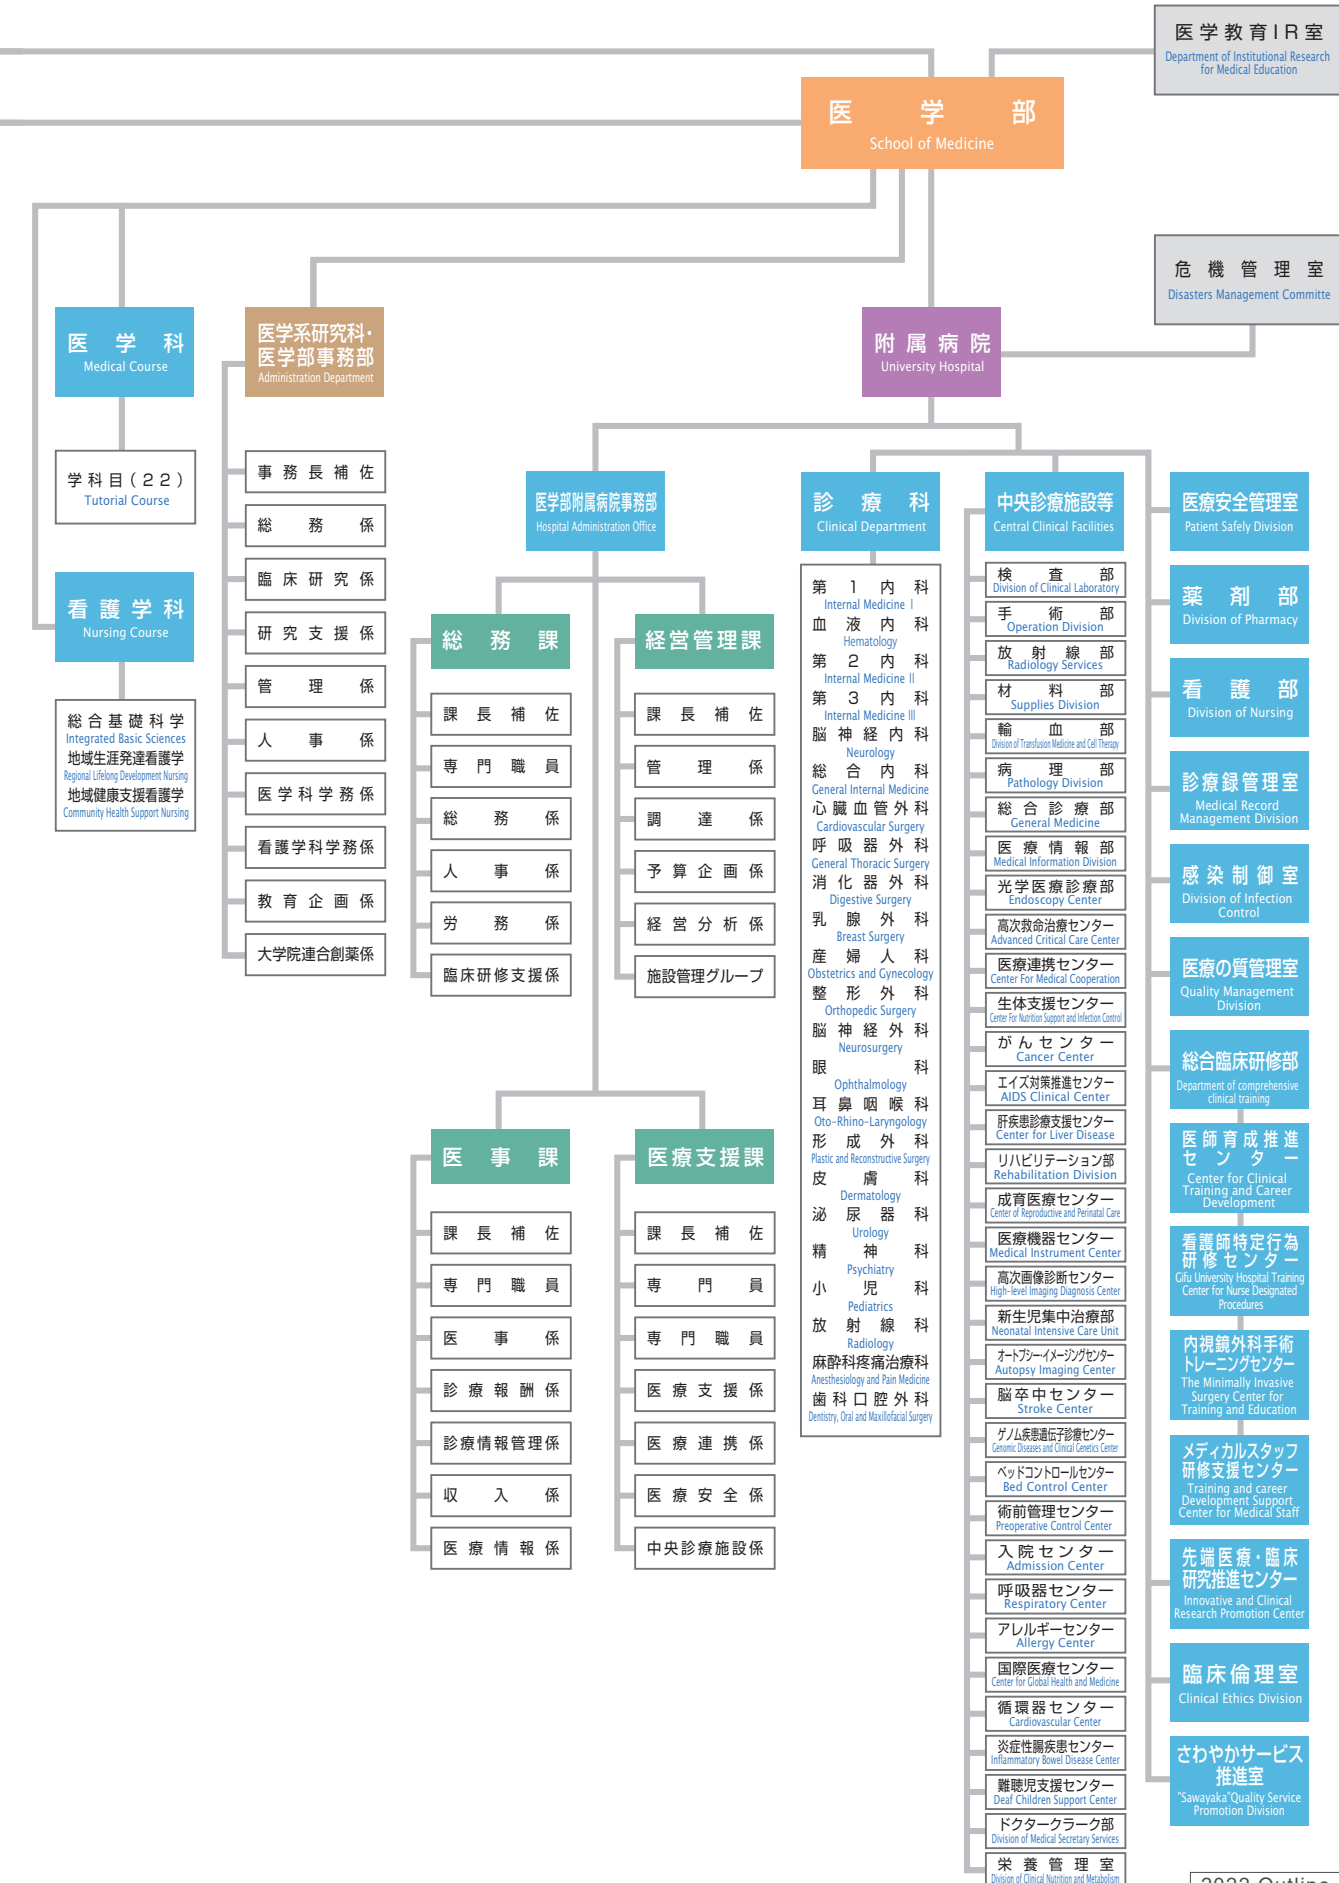 医学教育IR室
Department of Institutional Research
for Medical Education
医学部
School of Medicine
危機管理室
Disasters Management Committe
医学科
Medical Course
学科目(22)
Tutorial Course
看護学科
Nursing Course
総合基礎科学
Integrated Basic Sciences
地域生涯発達看護学
Regional Lifelong Development Nursing
地域健康支援看護学
Community Health Support Nursing
医学系研究科・
医学部事務部
Administration Department
事務長補佐
総務係
臨床研究係
研究支援係
管理係
人事係
医学科学務係
看護学科学務係
教育企画係
大学院連合創薬係
附属病院
University Hospital
医学部附属病院事務部
Hospital Administration Office
総務課
課長補佐
専門職員
総務係
人事係
労務係
臨床研修支援係
経営管理課
課長補佐
管理係
調達係
予算企画係
経営分析係
施設管理グループ
医事課
課長補佐
専門職員
医事係
診療報酬係
診療情報管理係
収入係
医療情報係
医療支援課
課長補佐
専門員
専門職員
医療支援係
医療連携係
医療安全係
中央診療施設係
診療科
Clinical Department
第1内科
Internal Medicine Ⅰ
血液内科
Hematology
第2内科
Internal Medicine Ⅱ
第3内科
Internal Medicine Ⅲ
脳神経内科
Neurology
総合内科
General Internal Medicine
心臓血管外科
Cardiovascular Surgery
呼吸器外科
General Thoracic Surgery
消化器外科
Digestive Surgery
乳腺外科
Breast Surgery
産婦人科
Obstetrics and Gynecology
整形外科
Orthopedic Surgery
脳神経外科
Neurosurgery
眼科
Ophthalmology
耳鼻咽喉科
Oto-Rhino-Laryngology
形成外科
Plastic and Reconstructive Surgery
皮膚科
Dermatology
泌尿器科
Urology
精神科
Psychiatry
小児科
Pediatrics
放射線科
Radiology
麻酔科疼痛治療科
Anesthesiology and Pain Medicine
歯科口腔外科
Dentistry, Oral and Maxillofacial Surgery
中央診療施設等
Central Clinical Facilities
検査部
Division of Clinical Laboratory
手術部
Operation Division
放射線部
Radiology Services
材料部
Supplies Division
輸血部
Division of Transfusion Medicine and Cell Therapy
病理部
Pathology Division
総合診療部
General Medicine
医療情報部
Medical Information Division
光学医療診療部
Endoscopy Center
高次救命治療センター
Advanced Critical Care Center
医療連携センター
Center For Medical Cooperation
生体支援センター
Center For Nutrition Support and Infection Control
がんセンター
Cancer Center
エイズ対策推進センター
AIDS Clinical Center
肝疾患診療支援センター
Center for Liver Disease
リハビリテーション部
Rehabilitation Division
成育医療センター
Center of Reproductive and Perinatal Care
医療機器センター
Medical Instrument Center
高次画像診断センター
High-level Imaging Diagnosis Center
新生児集中治療部
Neonatal Intensive Care Unit
オートプシー・イメージングセンター
Autopsy Imaging Center
脳卒中センター
Stroke Center
ゲノム疾患遺伝子診療センター
Genomic Diseases and Clinical Genetics Center
ベッドコントロールセンター
Bed Control Center
術前管理センター
Preoperative Control Center
入院センター
Admission Center
呼吸器センター
Respiratory Center
アレルギーセンター
Allergy Center
国際医療センター
Center for Global Health and Medicine
循環器センター
Cardiovascular Center
炎症性腸疾患センター
Inflammatory Bowel Disease Center
難聴児支援センター
Deaf Children Support Center
ドクタークラーク部
Division of Medical Secretary Services
栄養管理室
Division of Clinical Nutrition and Metabolism
医療安全管理室
Patient Safely Division
薬剤部
Division of Pharmacy
看護部
Division of Nursing
診療録管理室
Medical Record
Management Division
感染制御室
Division of Infection
Control
医療の質管理室
Quality Management
Division
総合臨床研修部
Department of comprehensive
clinical training
医師育成推進
センター
Center for Clinical
Training and Career
Development
看護師特定行為
研修センター
Gifu University Hospital Training
Center for Nurse Designated
Procedures
内視鏡外科手術
トレーニングセンター
The Minimally Invasive
Surgery Center for
Training and Education
メディカルスタッフ
研修支援センター
Training and career
Development Support
Center for Medical Staff
先端医療・臨床
研究推進センター
Innovative and Clinical
Research Promotion Center
臨床倫理室
Clinical Ethics Division
さわやかサービス
推進室
"Sawayaka"Quality Service
Promotion Division